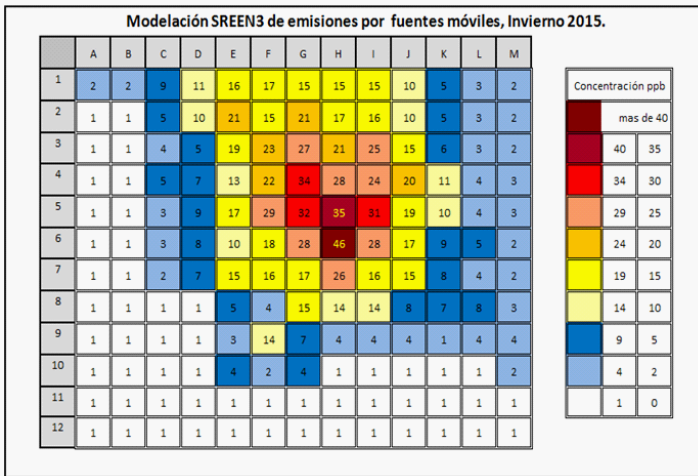 Modelación SREEN3 de emisiones por fuentes móviles, Invierno 2015.
A B C D E F G H I J K L M
1 2 2 9 11 16 17 15 15 15 10 5 3 2
2 1 1 5 10 21 15 21 17 16 10 5 3 2
3 1 1 4 5 19 23 27 21 25 15 6 3 2
4 1 1 5 7 13 22 34 28 24 20 11 4 3
5 1 1 3 9 17 29 32 35 31 19 10 4 3
6 1 1 3 8 10 18 28 46 28 17 9 5 2
7 1 1 2 7 15 16 17 26 16 15 8 4 2
8 1 1 1 1 5 4 15 14 14 8 7 8 3
9 1 1 1 1 3 14 7 4 4 4 1 4 4
10 1 1 1 1 4 2 4 1 1 1 1 1 2
11 1 1 1 1 1 1 1 1 1 1 1 1 1
12 1 1 1 1 1 1 1 1 1 1 1 1 1
Concentración ppb
mas de 40
40 35
34 30
29 25
24 20
19 15
14 10
9 5
4 2
1 0